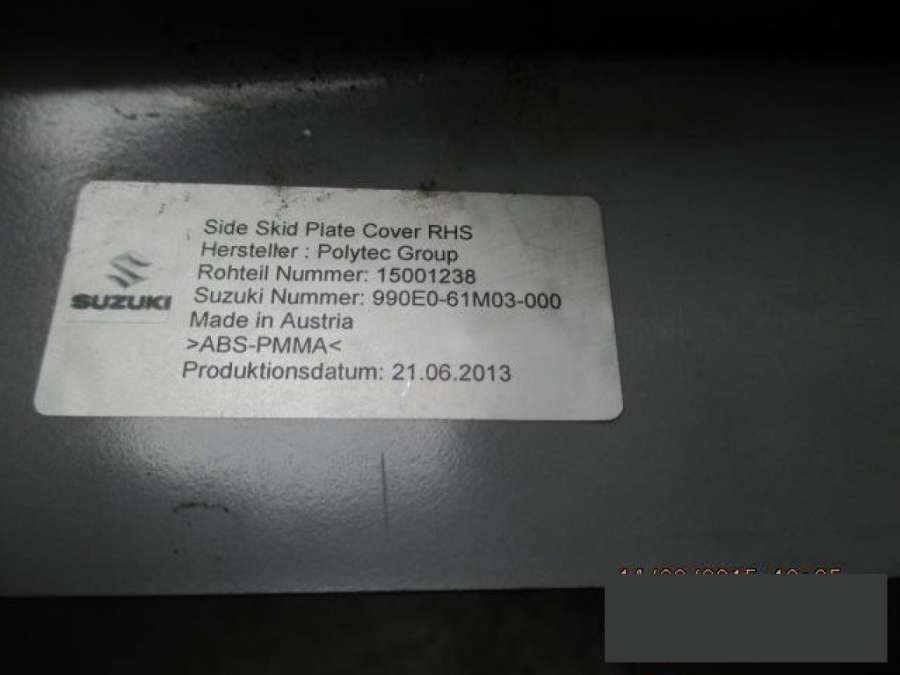 Side Skid Plate Cover RHS
Hersteller : Polytec Group
Rohteil Nummer: 15001238
SUZUKI
Suzuki Nummer: 990E0-61M03-000
Made in Austria
>ABS-PMMA<
Produktionsdatum: 21.06.2013